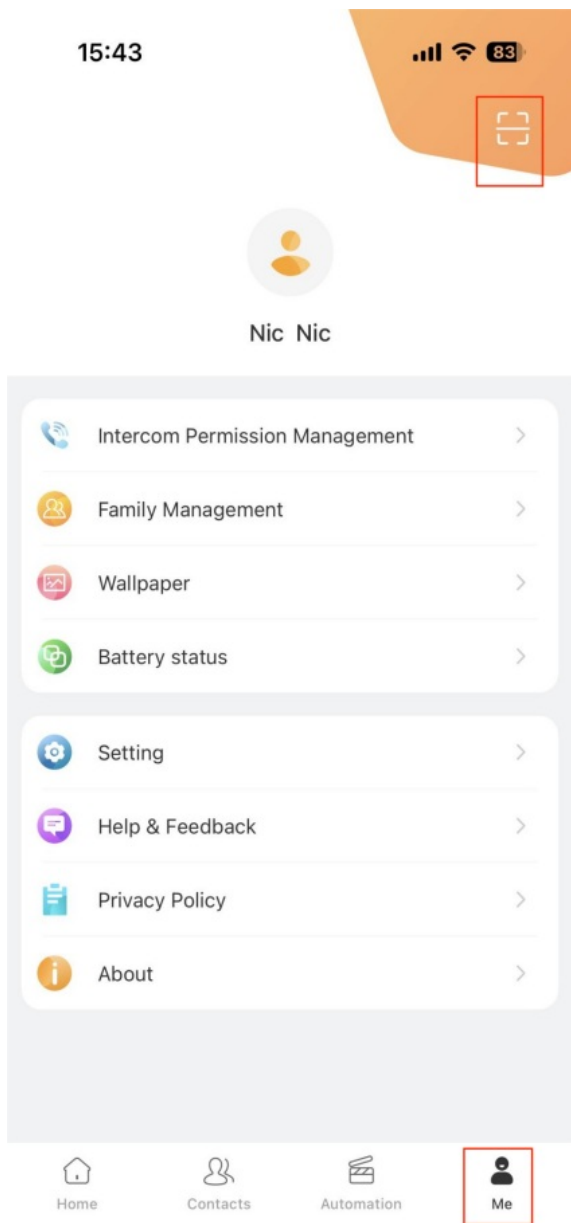 15:43
83
Nic Nic
Intercom Permission Management
Family Management
Wallpaper
Battery status
Setting
Help & Feedback
Privacy Policy
About
Home
Contacts
Automation
Me